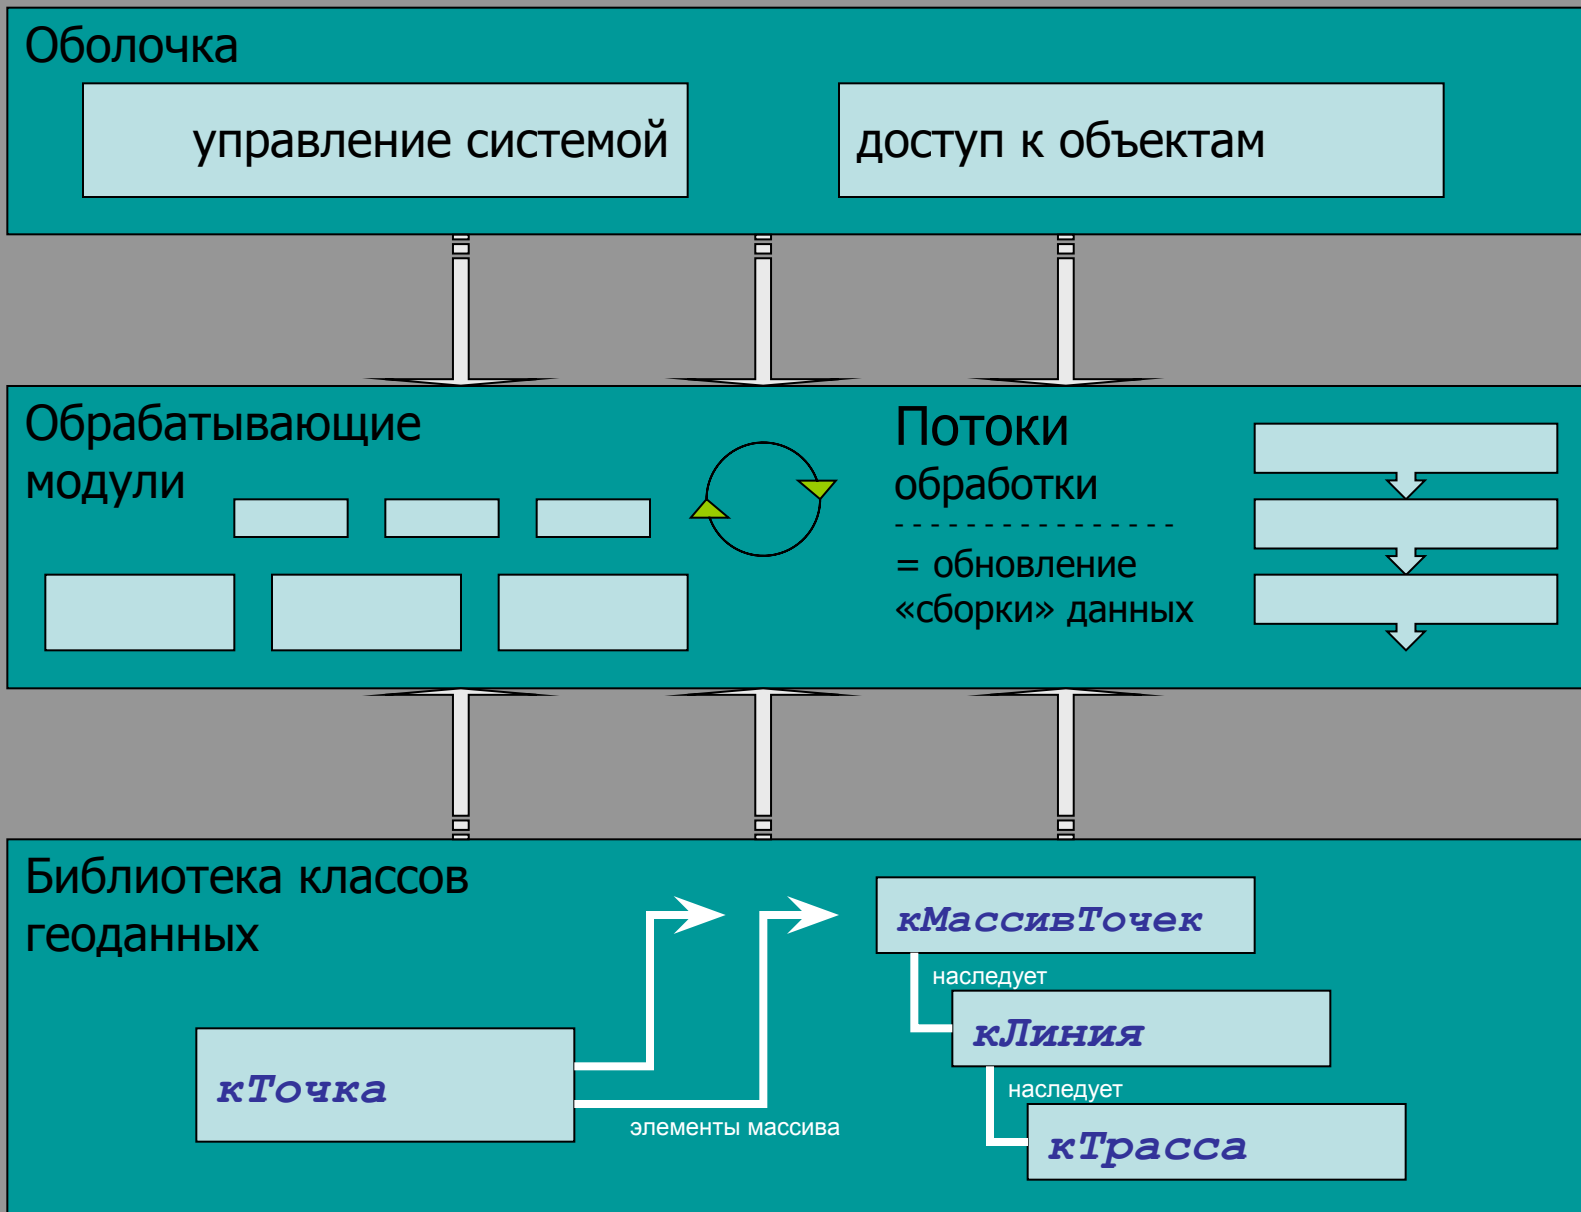 Оболочка
управление системой
доступ к объектам
Обрабатывающие
модули
Потоки
обработки
- - - - - - - - - - - - - - - -
= обновление
«сборки» данных
Библиотека классов
геоданных
кМассивТочек
наследует
кЛиния
наследует
кТрасса
кТочка
элементы массива